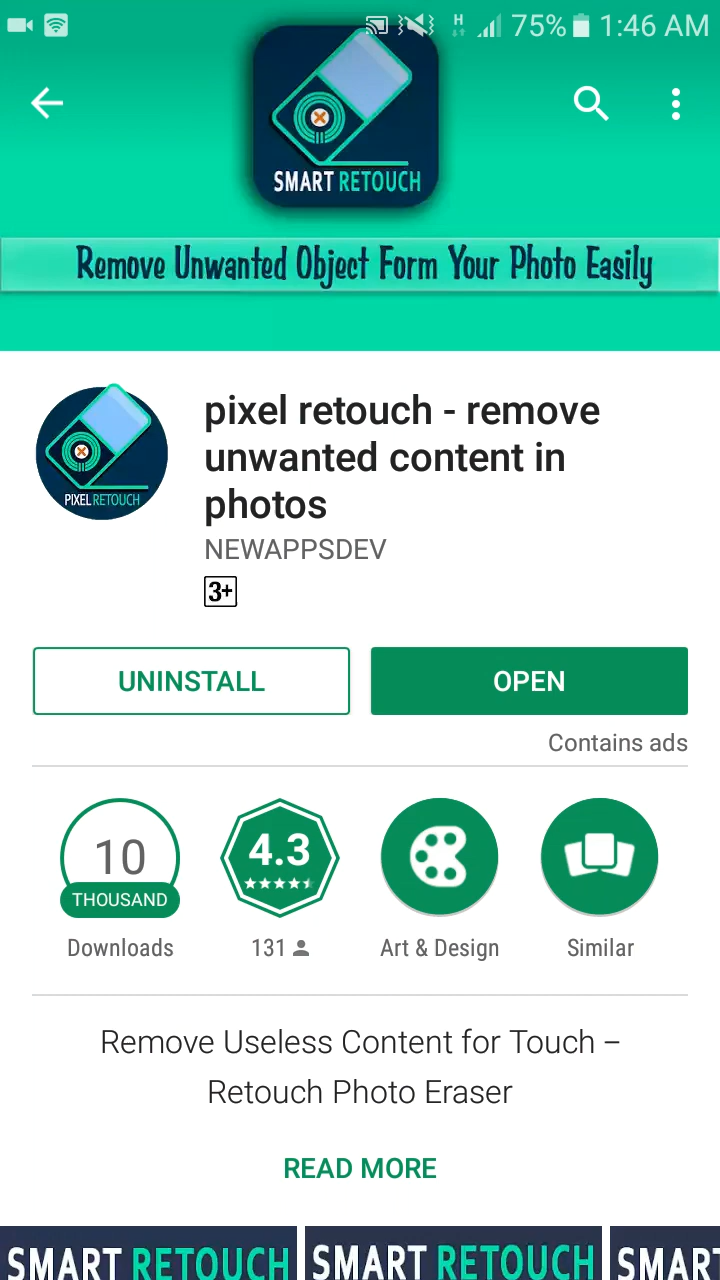 H 75% 1:46 AM
SMART RETOUCH
Remove Unwanted Object Form Your Photo Easily
pixel retouch - remove
unwanted content in
photos
PIXEL RETOUCH
NEWAPPSDEV
3+
UNINSTALL
OPEN
Contains ads
10
THOUSAND
4.3
Downloads
131
Art & Design
Similar
Remove Useless Content for Touch –
Retouch Photo Eraser
READ MORE
SMART RETOUCH
SMART RETOUCH
SMART